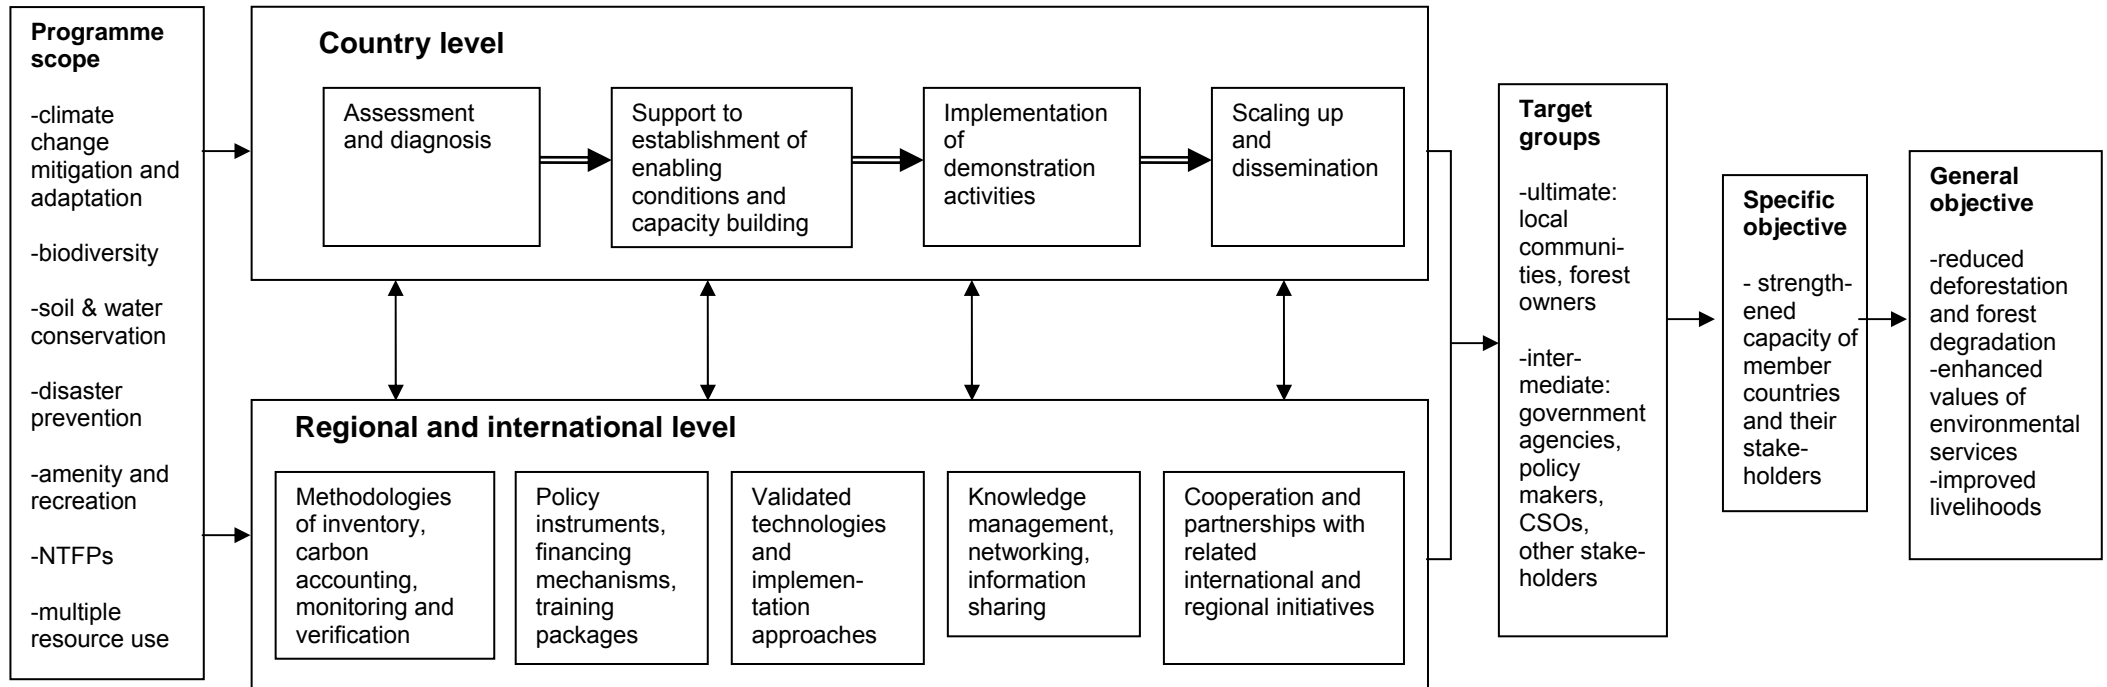 Programme
scope
-climate
change
mitigation and
adaptation
-biodiversity
-soil & water
conservation
-disaster
prevention
-amenity and
recreation
-NTFPs
-multiple
resource use
Country level
Assessment
and diagnosis
Support to
establishment of
enabling
conditions and
capacity building
Implementation
of
demonstration
activities
Scaling up
and
dissemination
Regional and international level
Methodologies
of inventory,
carbon
accounting,
monitoring and
verification
Policy
instruments,
financing
mechanisms,
training
packages
Validated
technologies
and
implemen-
tation
approaches
Knowledge
management,
networking,
information
sharing
Cooperation and
partnerships with
related
international and
regional initiatives
Target
groups
-ultimate:
local
communi-
ties, forest
owners
-inter-
mediate:
government
agencies,
policy
makers,
CSOs,
other stake-
holders
Specific
objective
- strength-
ened
capacity of
member
countries
and their
stake-
holders
General
objective
-reduced
deforestation
and forest
degradation
-enhanced
values of
environmental
services
-improved
livelihoods